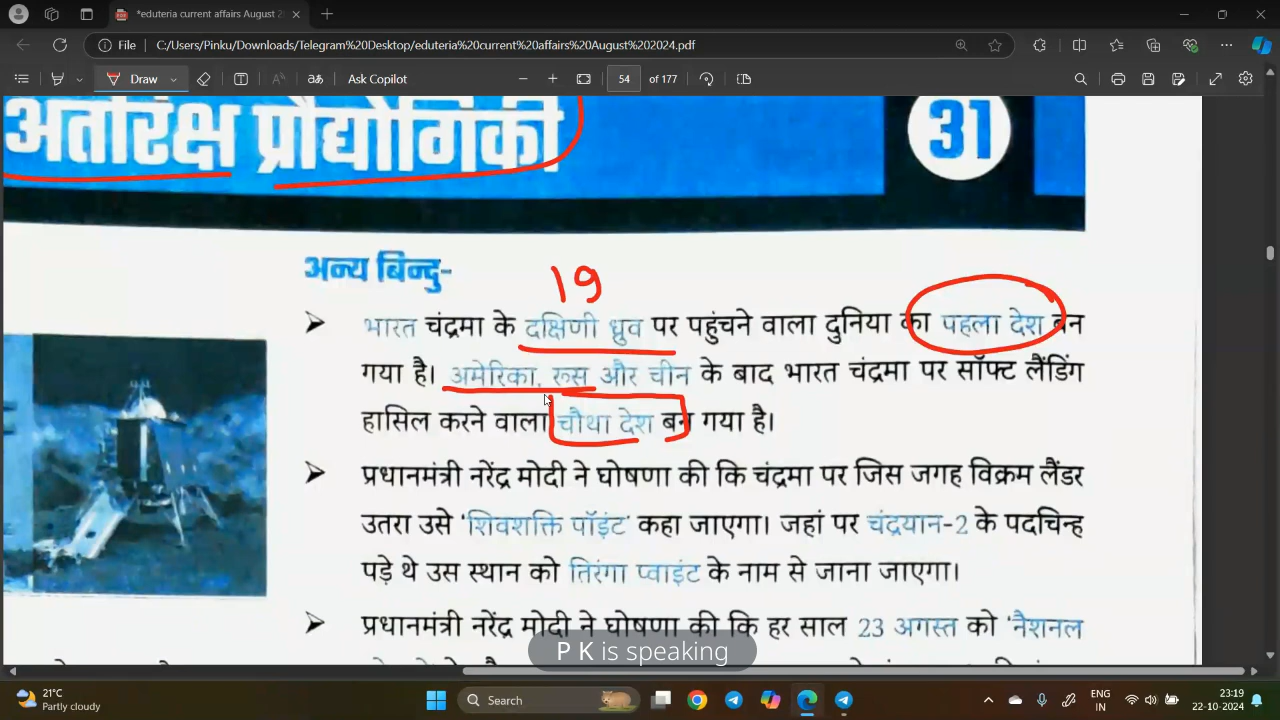 *eduteria current affairs August 2
File C:/Users/Pinku/Downloads/Telegram%20Desktop/eduteria%20current%20affairs%20August%202024.pdf
Draw Ask Copilot 54 of 177
अंतरिक्ष प्रौद्योगिकी 31
अन्य बिन्दु-
19
भारत चंद्रमा के दक्षिणी ध्रुव पर पहुंचने वाला दुनिया का पहला देश बन
गया है। अमेरिका, रूस और चीन के बाद भारत चंद्रमा पर सॉफ्ट लैंडिंग
हासिल करने वाला चौथा देश बन गया है।
प्रधानमंत्री नरेंद्र मोदी ने घोषणा की कि चंद्रमा पर जिस जगह विक्रम लैंडर
उतरा उसे 'शिवशक्ति पॉइंट' कहा जाएगा। जहां पर चंद्रयान-2 के पदचिन्ह
पड़े थे उस स्थान को तिरंगा प्वाइंट के नाम से जाना जाएगा।
प्रधानमंत्री नरेंद्र मोदी ने घोषणा की कि हर साल 23 अगस्त को 'नैशनल
P K is speaking
21°C
Partly cloudy
Search
ENG
IN
23:19
22-10-2024